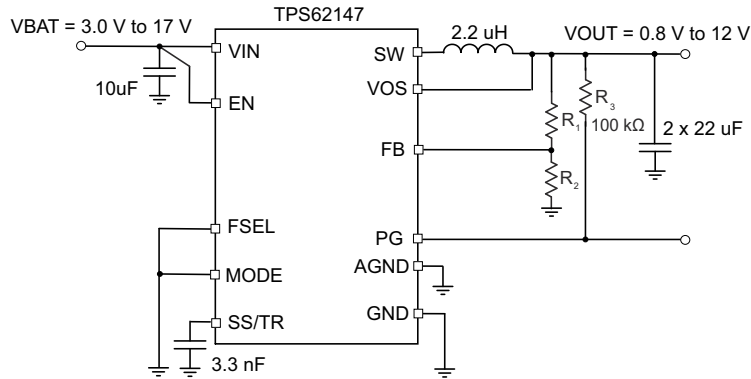 TPS62147
VBAT = 3.0 V to 17 V
VIN
SW
2.2 uH
VOUT = 0.8 V to 12 V
10uF
EN
VOS
R3
R1
100 kΩ
2 x 22 uF
FB
R2
FSEL
PG
MODE
AGND
SS/TR
GND
3.3 nF